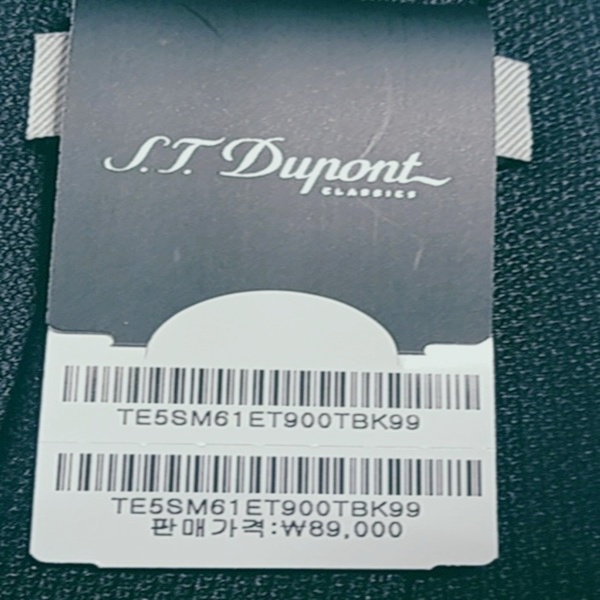 S.T. Dupont
CLASSICS
TE5SM61ET900TBK99
TE5SM61ET900TBK99
판매가격:₩89,000